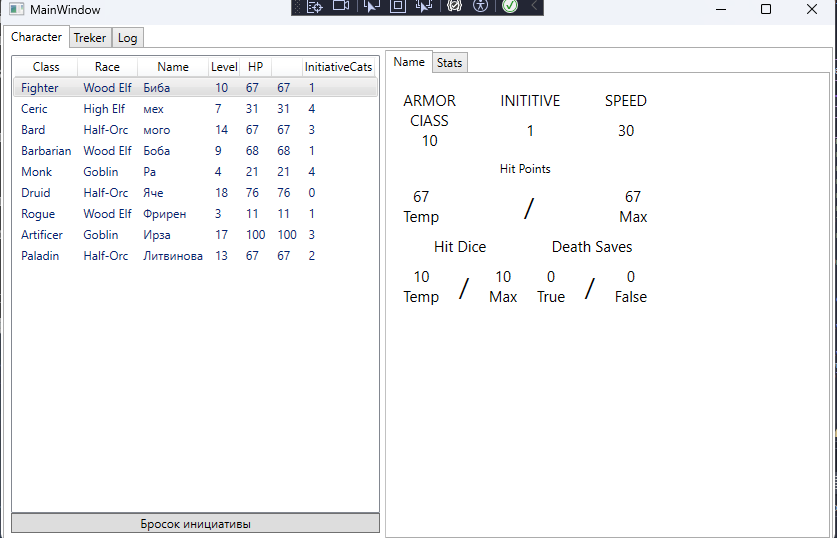 MainWindow
Character Treker Log
Class Race Name Level HP InitiativeCats
Fighter Wood Elf Биба 10 67 67 1
Ceric High Elf мех 7 31 31 4
Bard Half-Orc мого 14 67 67 3
Barbarian Wood Elf Боба 9 68 68 1
Monk Goblin Ра 4 21 21 4
Druid Half-Orc Яче 18 76 76 0
Rogue Wood Elf Фрирен 3 11 11 1
Artificer Goblin Ирза 17 100 100 3
Paladin Half-Orc Литвинова 13 67 67 2
Бросок инициативы
Name Stats
ARMOR INITITIVE SPEED
ClASS
10 1 30
Hit Points
67 / 67
Temp Max
Hit Dice Death Saves
10 / 10 0 / 0
Temp Max True False